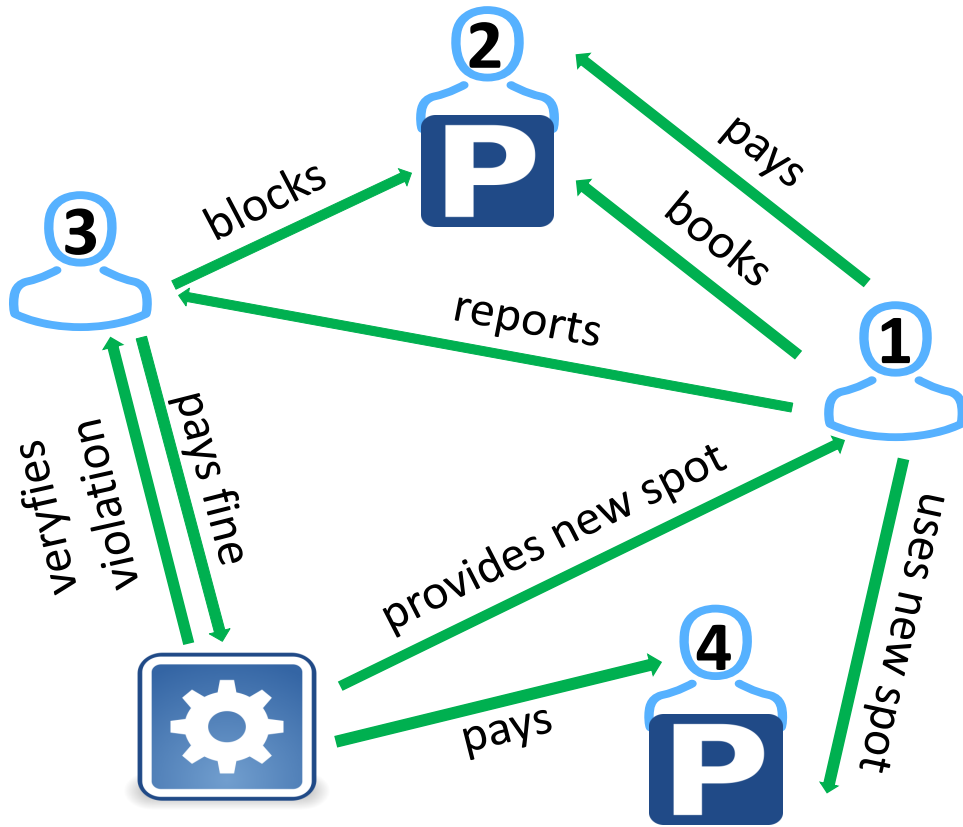 2
P
pays
blocks
books
3
reports
1
veryfies
violation
pays fine
provides new spot
uses new spot
4
pays
P